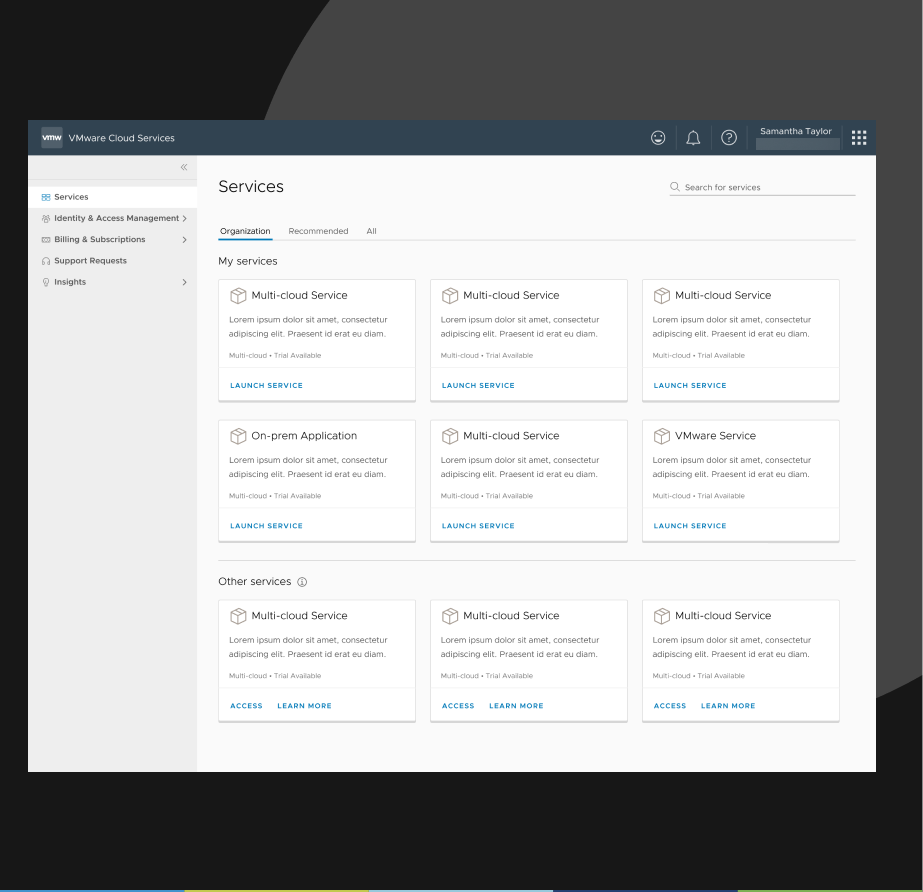 vmw VMware Cloud Services
Samantha Taylor
Services
Identity & Access Management
Billing & Subscriptions
Support Requests
Insights
Services
Search for services
Organization Recommended All
My services
Multi-cloud Service
Lorem ipsum dolor sit amet, consectetur
adipiscing elit. Praesent id erat eu diam.
Multi-cloud • Trial Available
LAUNCH SERVICE
Multi-cloud Service
Lorem ipsum dolor sit amet, consectetur
adipiscing elit. Praesent id erat eu diam.
Multi-cloud • Trial Available
LAUNCH SERVICE
Multi-cloud Service
Lorem ipsum dolor sit amet, consectetur
adipiscing elit. Praesent id erat eu diam.
Multi-cloud • Trial Available
LAUNCH SERVICE
On-prem Application
Lorem ipsum dolor sit amet, consectetur
adipiscing elit. Praesent id erat eu diam.
Multi-cloud • Trial Available
LAUNCH SERVICE
Multi-cloud Service
Lorem ipsum dolor sit amet, consectetur
adipiscing elit. Praesent id erat eu diam.
Multi-cloud • Trial Available
LAUNCH SERVICE
VMware Service
Lorem ipsum dolor sit amet, consectetur
adipiscing elit. Praesent id erat eu diam.
Multi-cloud • Trial Available
LAUNCH SERVICE
Other services
Multi-cloud Service
Lorem ipsum dolor sit amet, consectetur
adipiscing elit. Praesent id erat eu diam.
Multi-cloud • Trial Available
ACCESS LEARN MORE
Multi-cloud Service
Lorem ipsum dolor sit amet, consectetur
adipiscing elit. Praesent id erat eu diam.
Multi-cloud • Trial Available
ACCESS LEARN MORE
Multi-cloud Service
Lorem ipsum dolor sit amet, consectetur
adipiscing elit. Praesent id erat eu diam.
Multi-cloud • Trial Available
ACCESS LEARN MORE